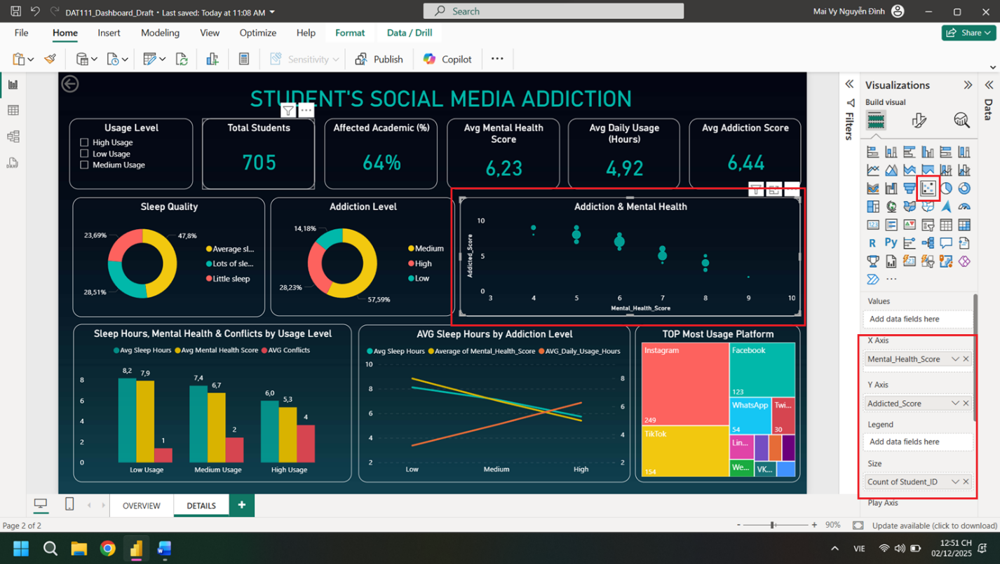 DAT111_Dashboard_Draft • Last saved: Today at 11:08 AM
Search
Mai Vy Nguyễn Đình
File Home Insert Modeling View Optimize Help Format Data / Drill
Share
Sensitivity
Publish
Copilot
STUDENT'S SOCIAL MEDIA ADDICTION
Usage Level
High Usage
Low Usage
Medium Usage
Total Students
705
Affected Academic (%)
64%
Avg Mental Health
Score
6,23
Avg Daily Usage
(Hours)
4,92
Avg Addiction Score
6,44
Sleep Quality
23,69%
47,8%
28,51%
Average sl...
Lots of sle...
Little sleep
Addiction Level
14,18%
28,23%
57,59%
Medium
High
Low
Addiction & Mental Health
Addicted_Score
10
5
0
3 4 5 6 7 8 9 10
Mental_Health_Score
Sleep Hours, Mental Health & Conflicts by Usage Level
Avg Sleep Hours Avg Mental Health Score AVG Conflicts
8
6
4
2
0
8,2 7,9 1
7,4 6,7 2
6,0 5,3 4
Low Usage Medium Usage High Usage
AVG Sleep Hours by Addiction Level
Avg Sleep Hours Average of Mental_Health_Score AVG_Daily_Usage_Hours
10
8
6
4
2
8
6
4
2
Low Medium High
TOP Most Usage Platform
Instagram
249
TikTok
154
Facebook
123
WhatsApp
54
Twi...
30
Lin...
We...
VK...
Filters
Visualizations
Build visual
Data
R Py
123
Values
Add data fields here
X Axis
Mental_Health_Score
Y Axis
Addicted_Score
Legend
Add data fields here
Size
Count of Student_ID
Play Axis
OVERVIEW DETAILS +
Page 2 of 2
- + 90%
Update available (click to download)
VIE
12:51 CH
02/12/2025